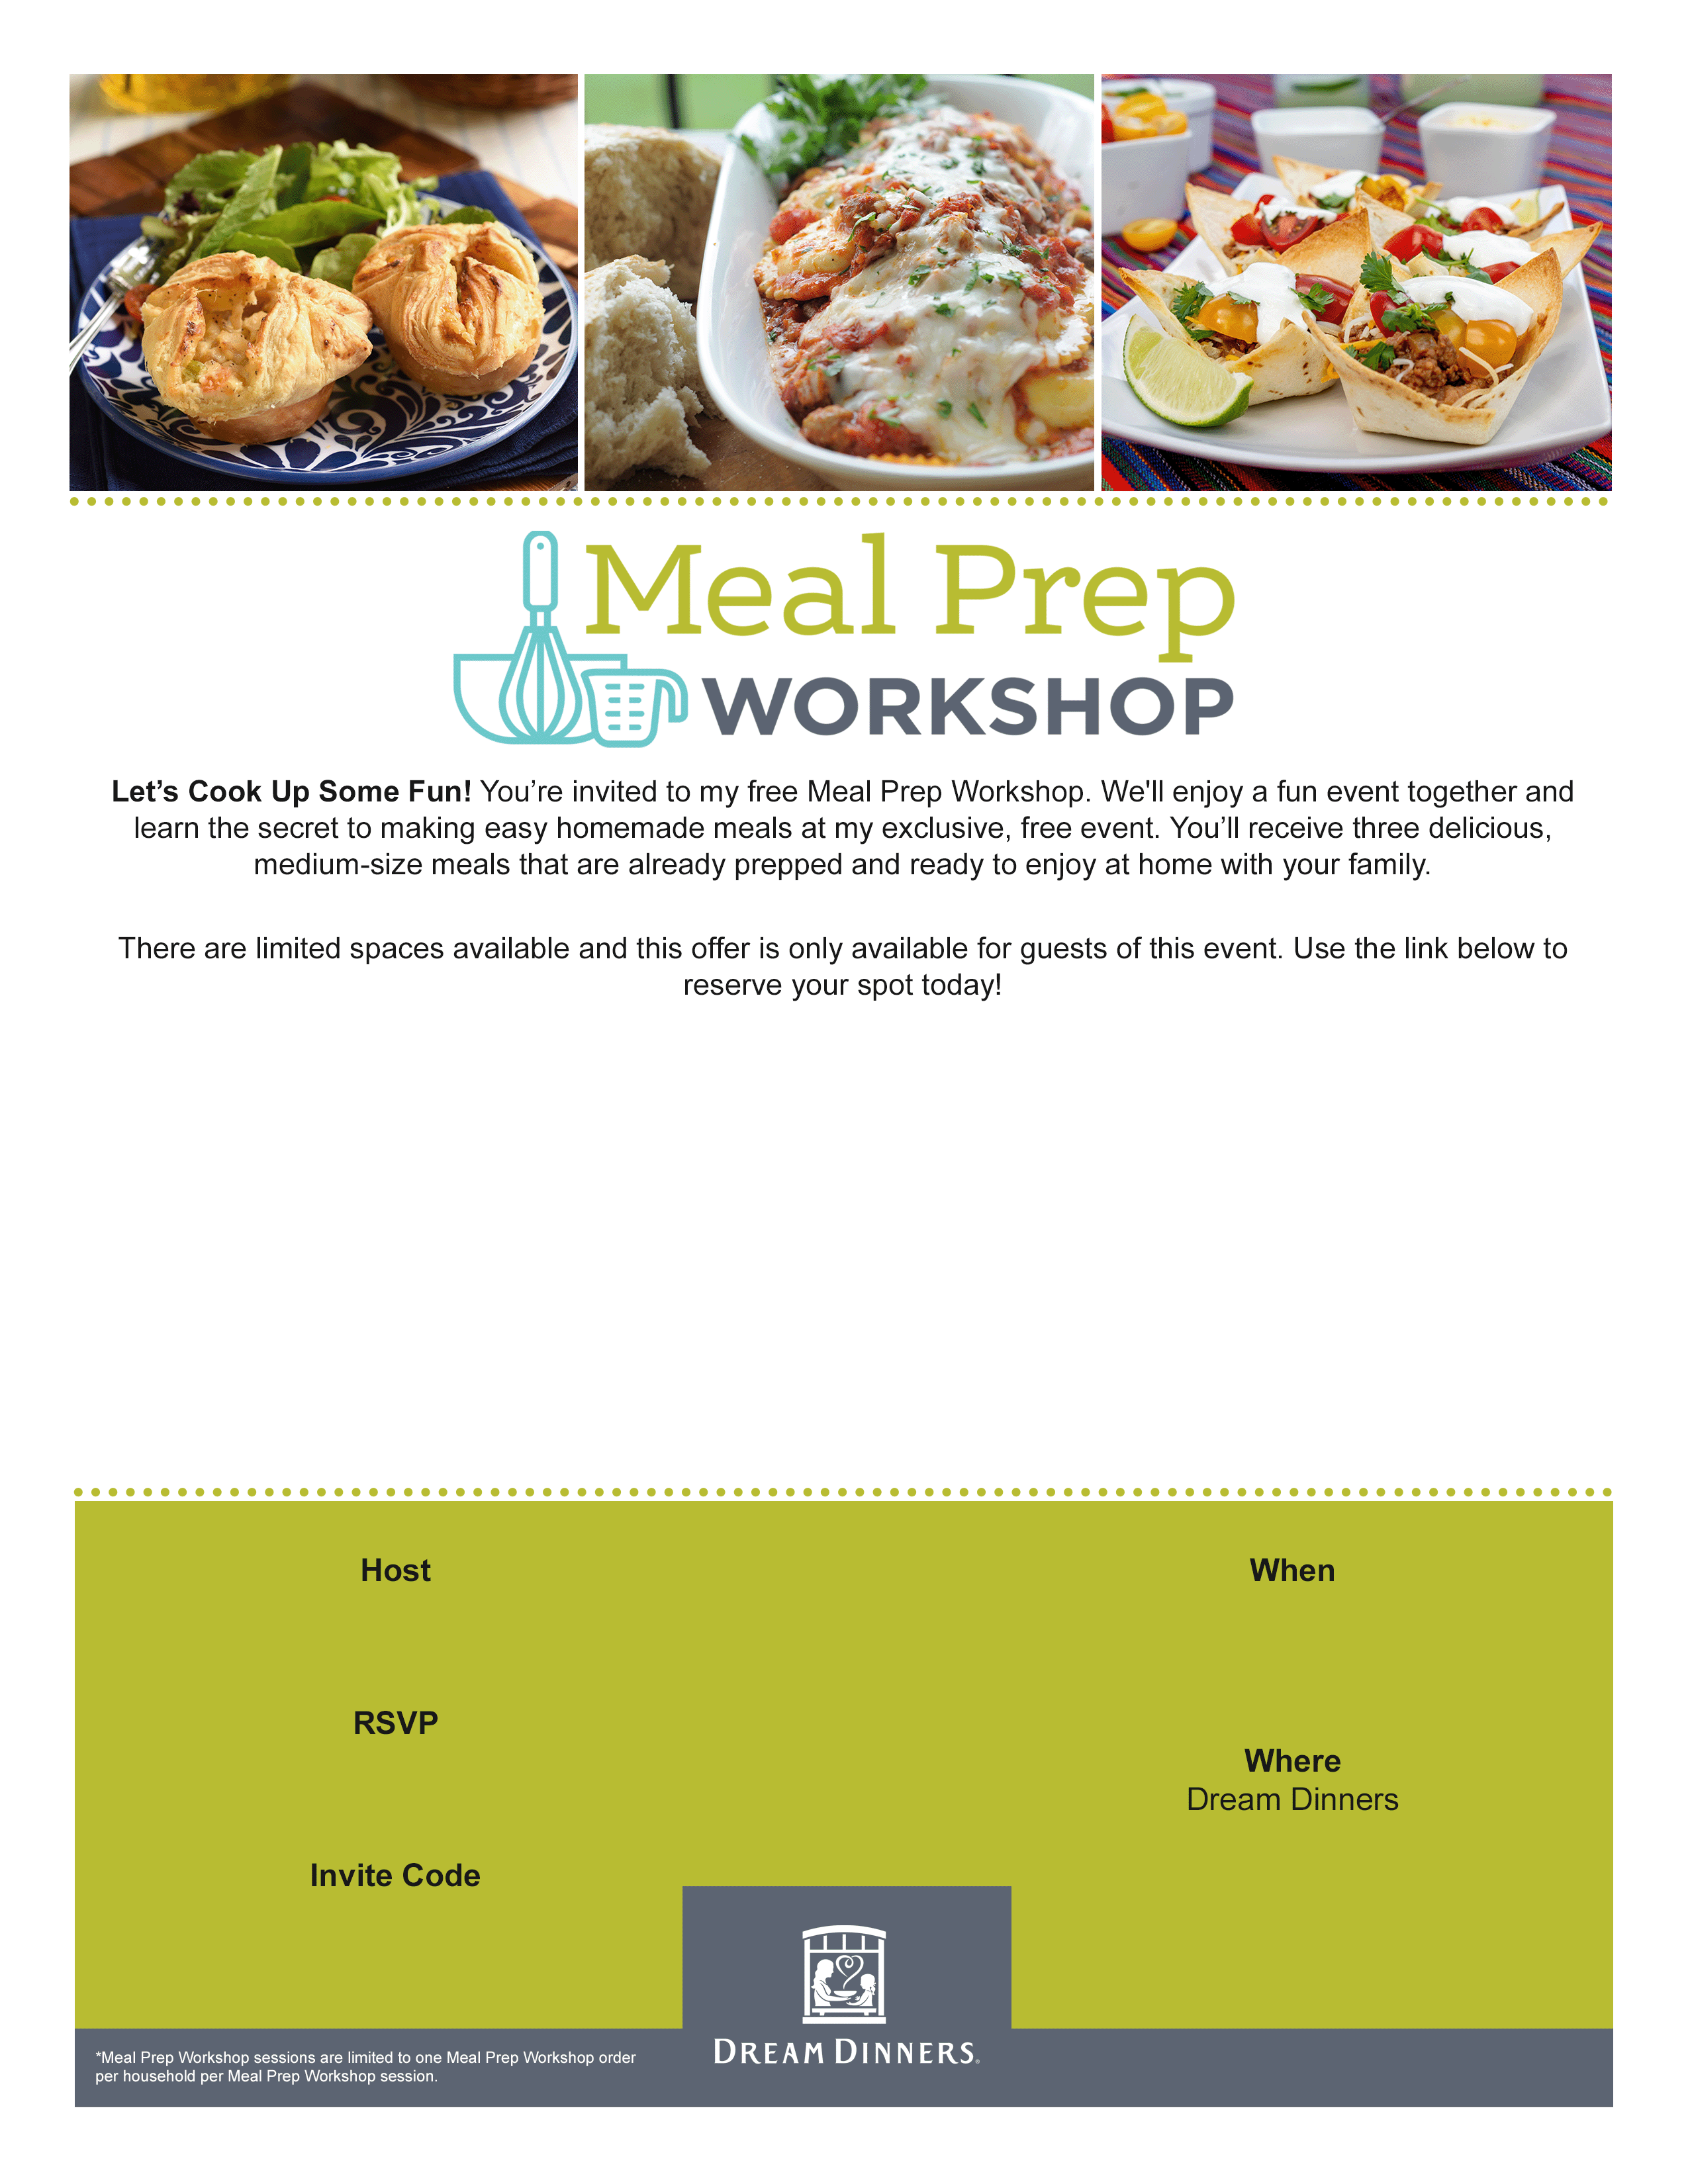 Meal Prep
WORKSHOP
Let’s Cook Up Some Fun! You’re invited to my free Meal Prep Workshop. We'll enjoy a fun event together and
learn the secret to making easy homemade meals at my exclusive, free event. You’ll receive three delicious,
medium-size meals that are already prepped and ready to enjoy at home with your family.
There are limited spaces available and this offer is only available for guests of this event. Use the link below to
reserve your spot today!
Host
When
RSVP
Where
Dream Dinners
Invite Code
DREAM DINNERS®
*Meal Prep Workshop sessions are limited to one Meal Prep Workshop order
per household per Meal Prep Workshop session.